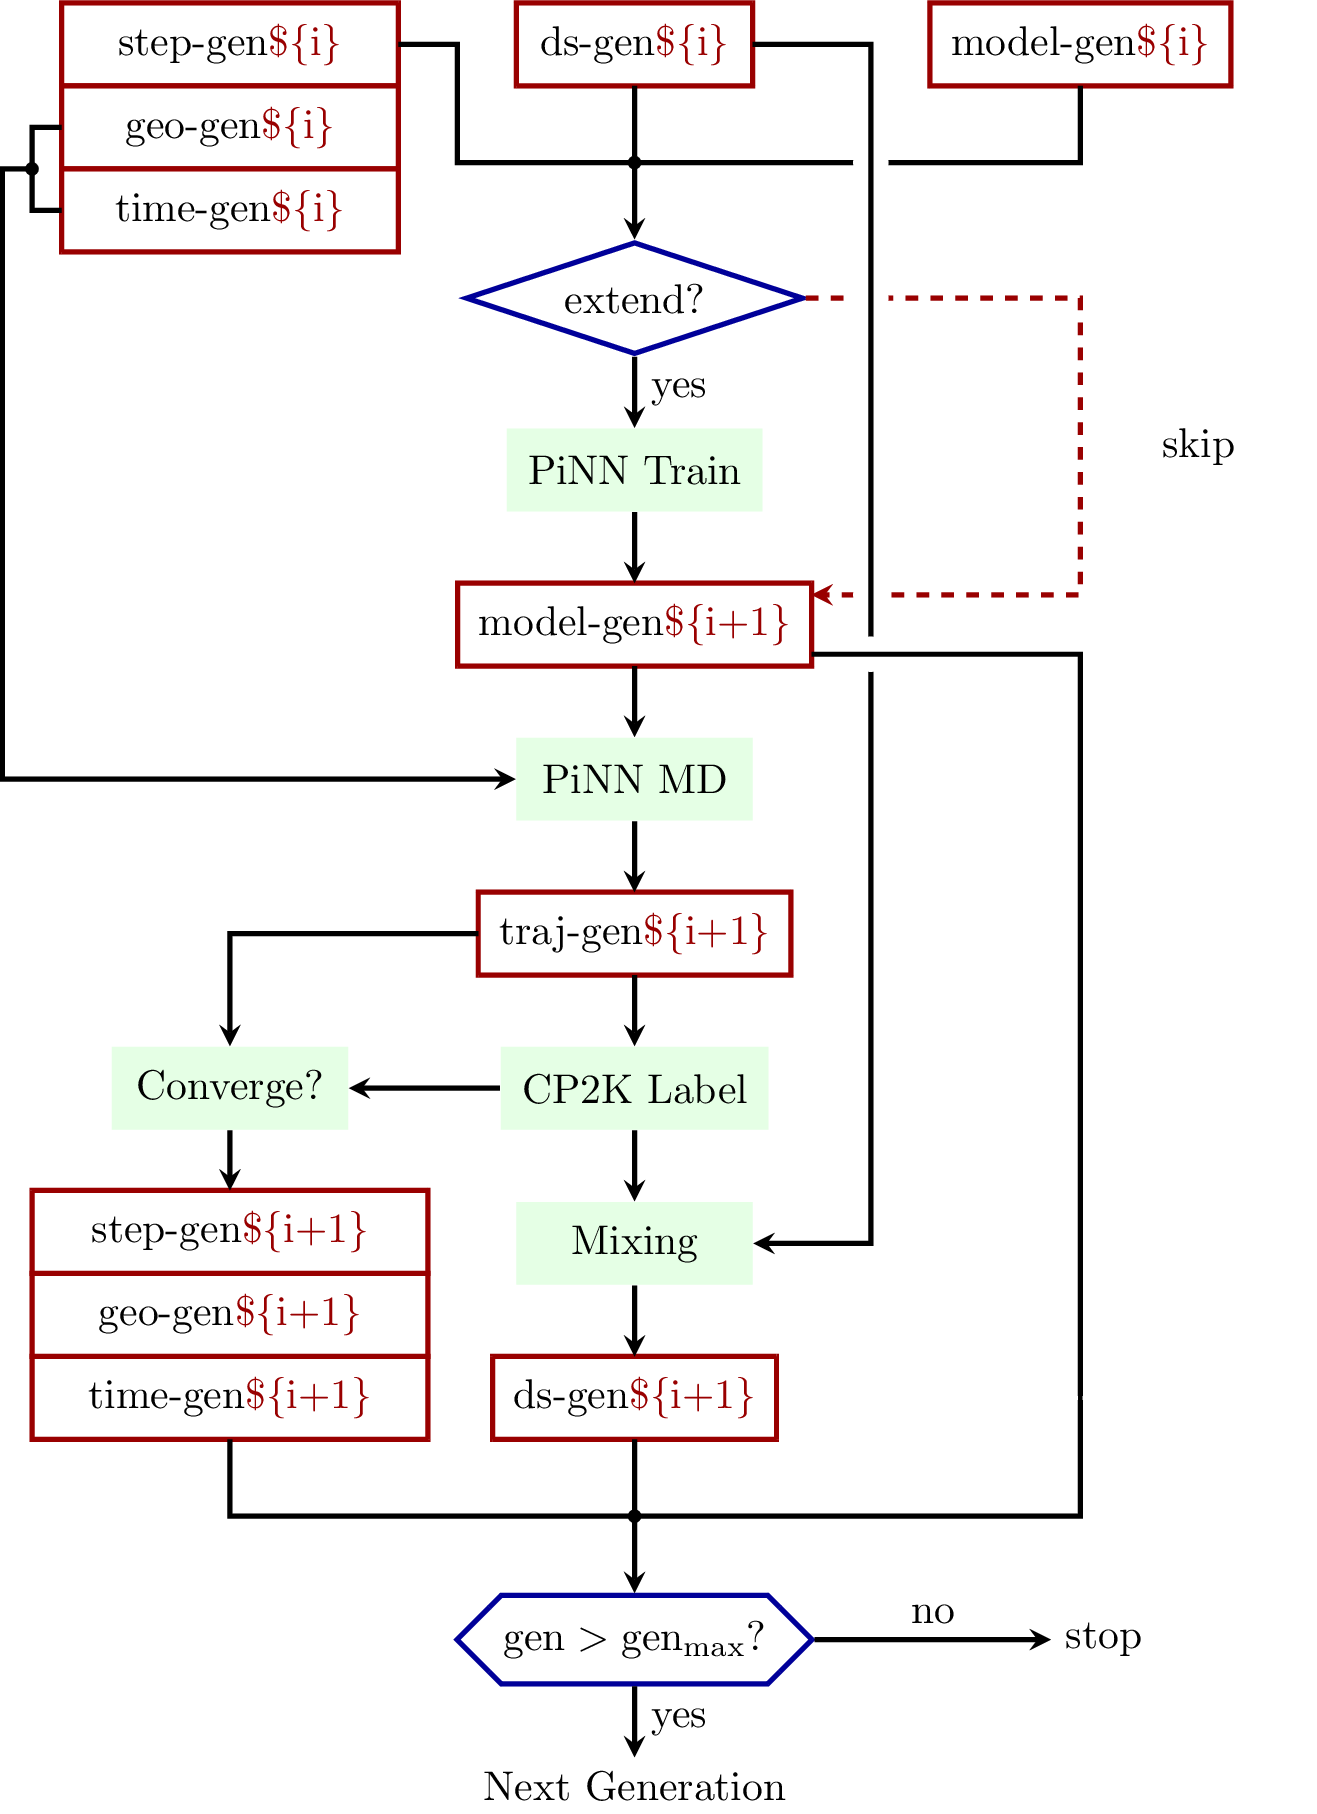 step-gen${i}
ds-gen${i}
model-gen${i}
geo-gen${i}
time-gen${i}
extend?
yes
skip
PiNN Train
model-gen${i+1}
PiNN MD
traj-gen${i+1}
Converge?
CP2K Label
step-gen${i+1}
Mixing
geo-gen${i+1}
time-gen${i+1}
ds-gen${i+1}
gen > genmax?
no
stop
yes
Next Generation